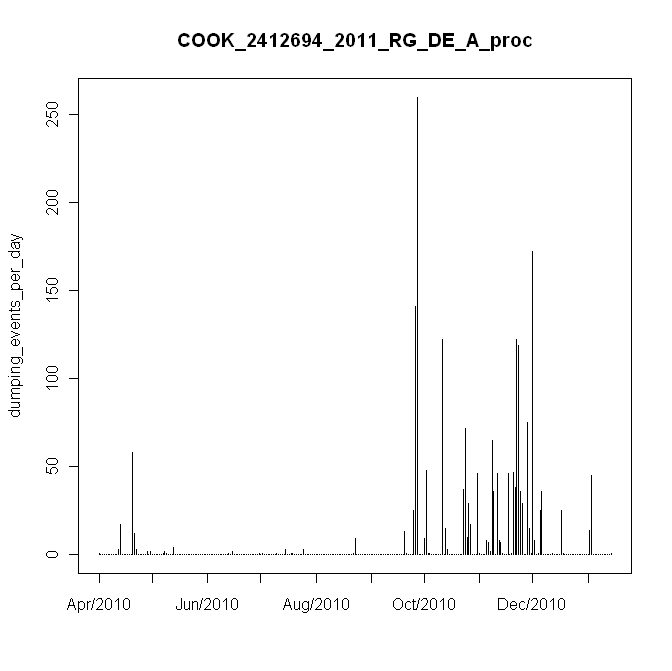 COOK_2412694_2011_RG_DE_A_proc
dumping_events_per_day
250
200
150
100
50
0
Apr/2010 Jun/2010 Aug/2010 Oct/2010 Dec/2010